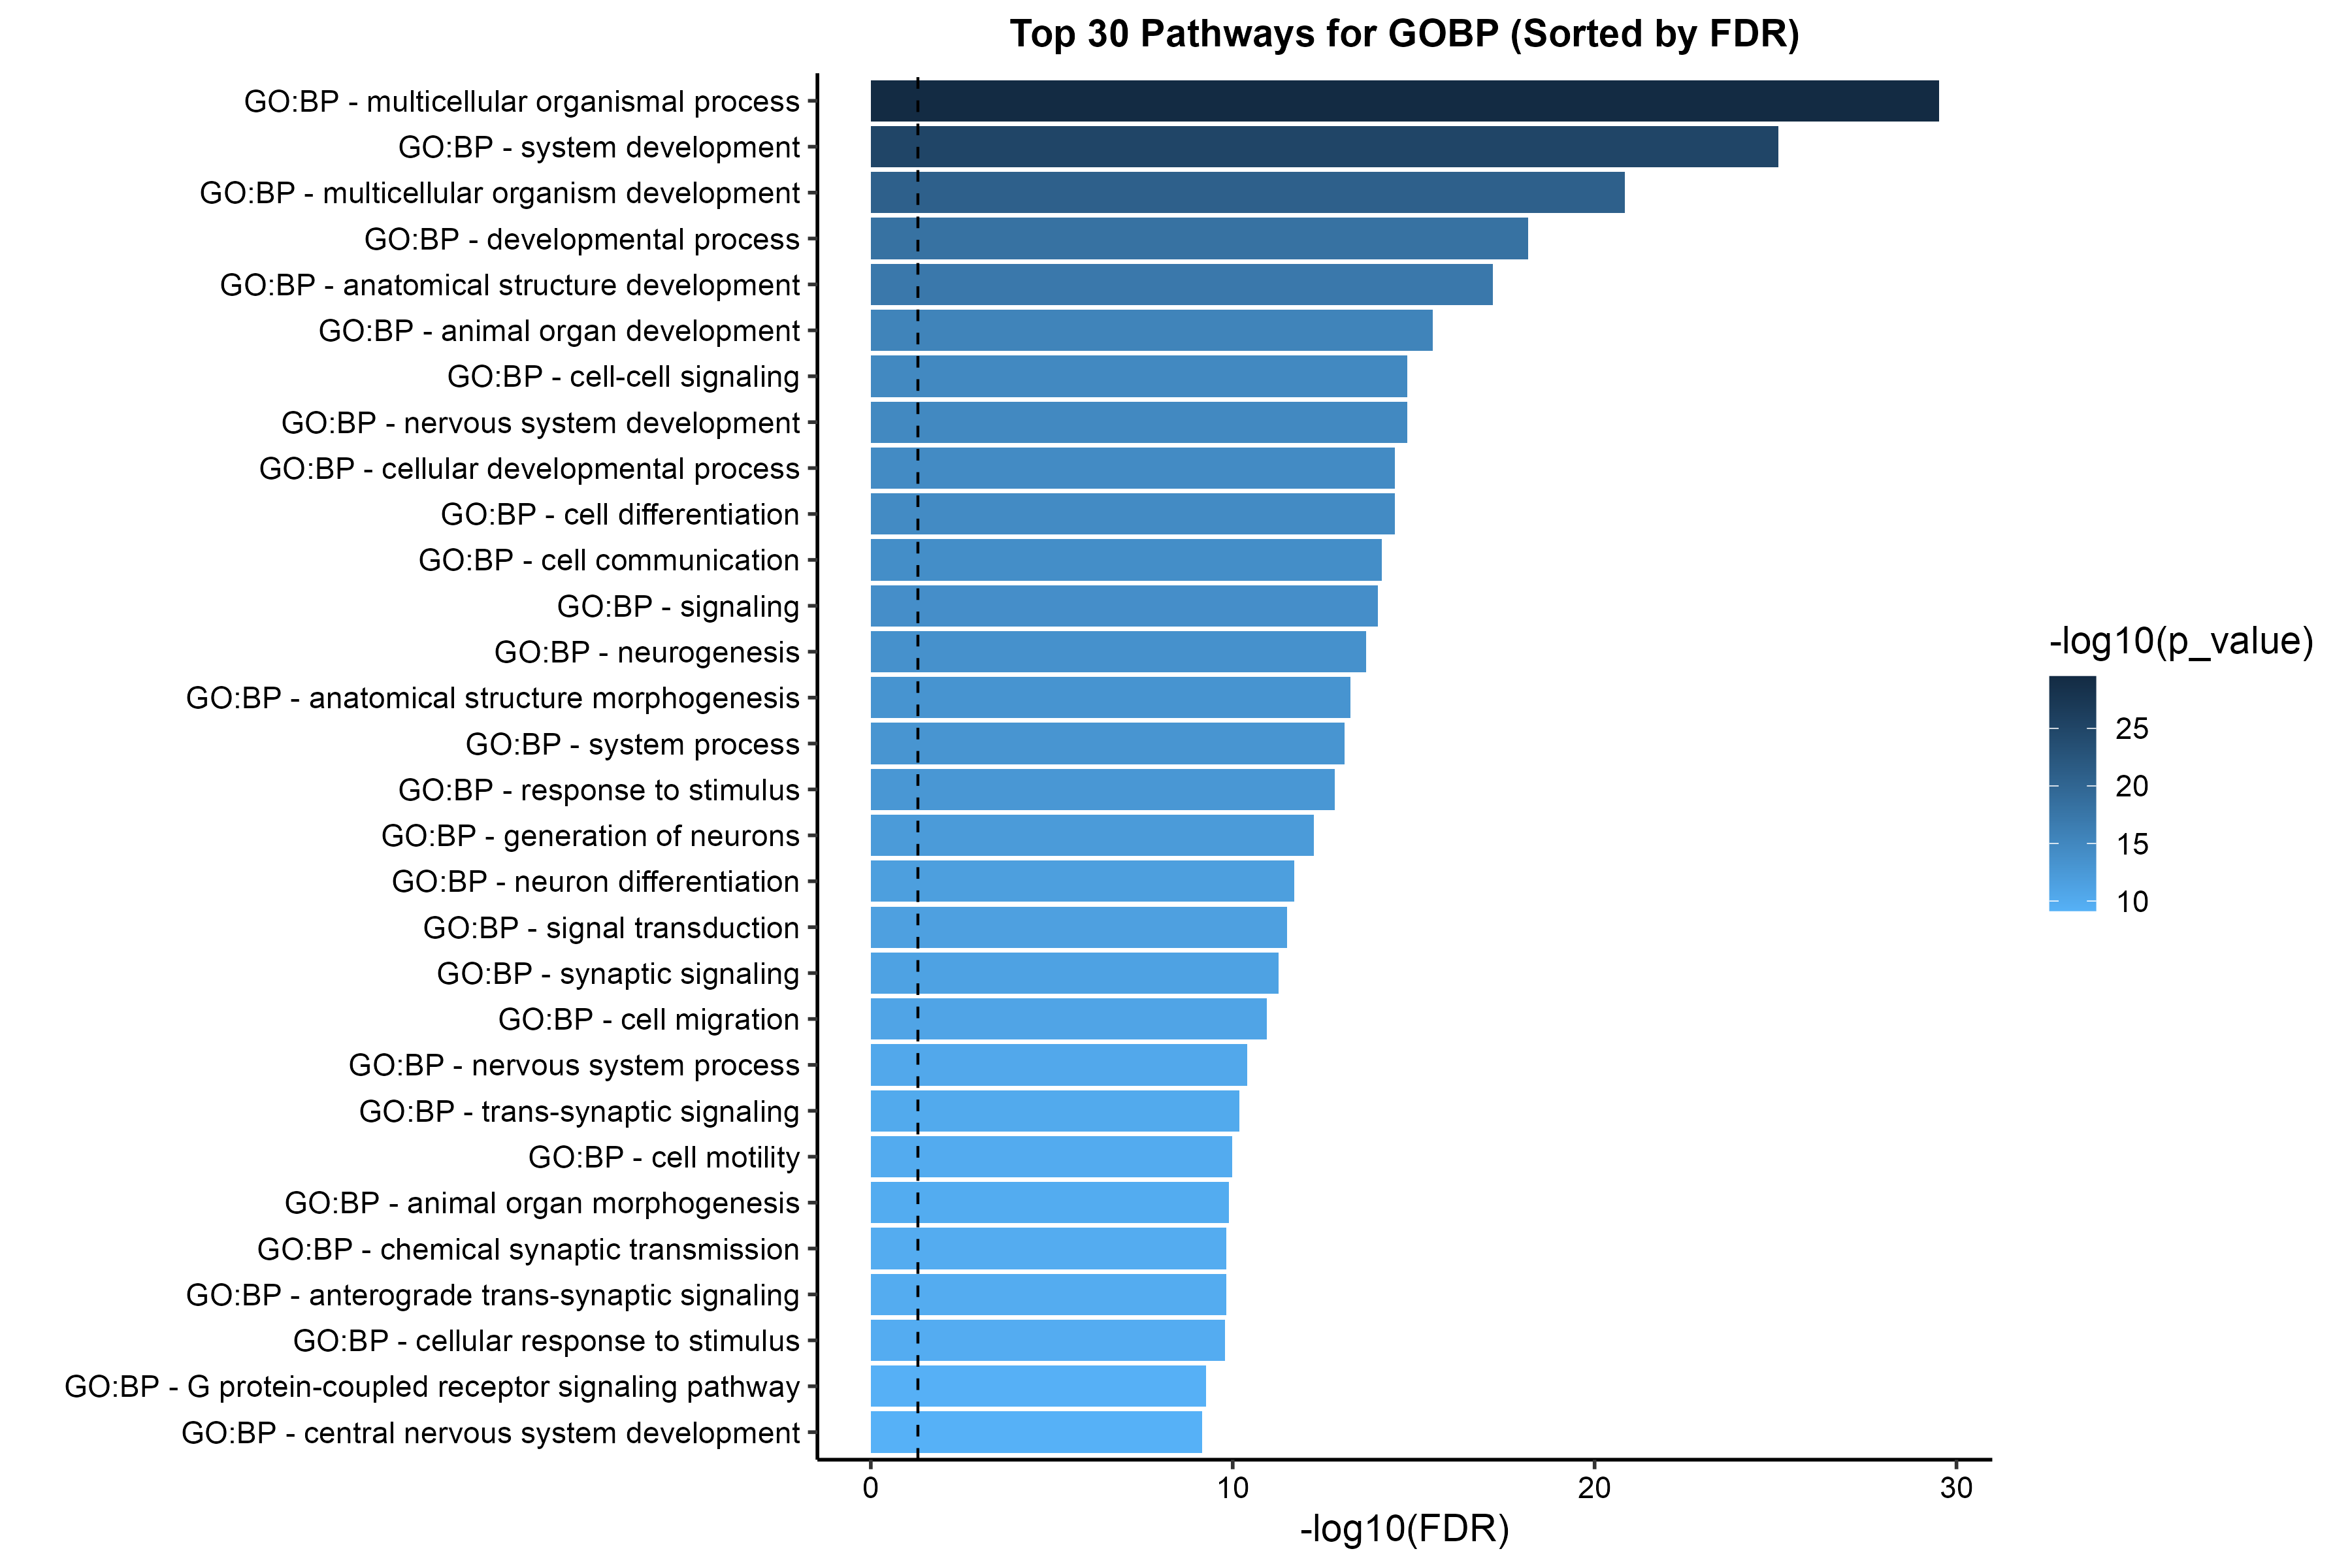 Top 30 Pathways for GOBP (Sorted by FDR)
GO:BP - multicellular organismal process
GO:BP - system development
GO:BP - multicellular organism development
GO:BP - developmental process
GO:BP - anatomical structure development
GO:BP - animal organ development
GO:BP - cell-cell signaling
GO:BP - nervous system development
GO:BP - cellular developmental process
GO:BP - cell differentiation
GO:BP - cell communication
GO:BP - signaling
GO:BP - neurogenesis
GO:BP - anatomical structure morphogenesis
GO:BP - system process
GO:BP - response to stimulus
GO:BP - generation of neurons
GO:BP - neuron differentiation
GO:BP - signal transduction
GO:BP - synaptic signaling
GO:BP - cell migration
GO:BP - nervous system process
GO:BP - trans-synaptic signaling
GO:BP - cell motility
GO:BP - animal organ morphogenesis
GO:BP - chemical synaptic transmission
GO:BP - anterograde trans-synaptic signaling
GO:BP - cellular response to stimulus
GO:BP - G protein-coupled receptor signaling pathway
GO:BP - central nervous system development
0 10 20 30
-log10(FDR)
-log10(p_value)
25
20
15
10